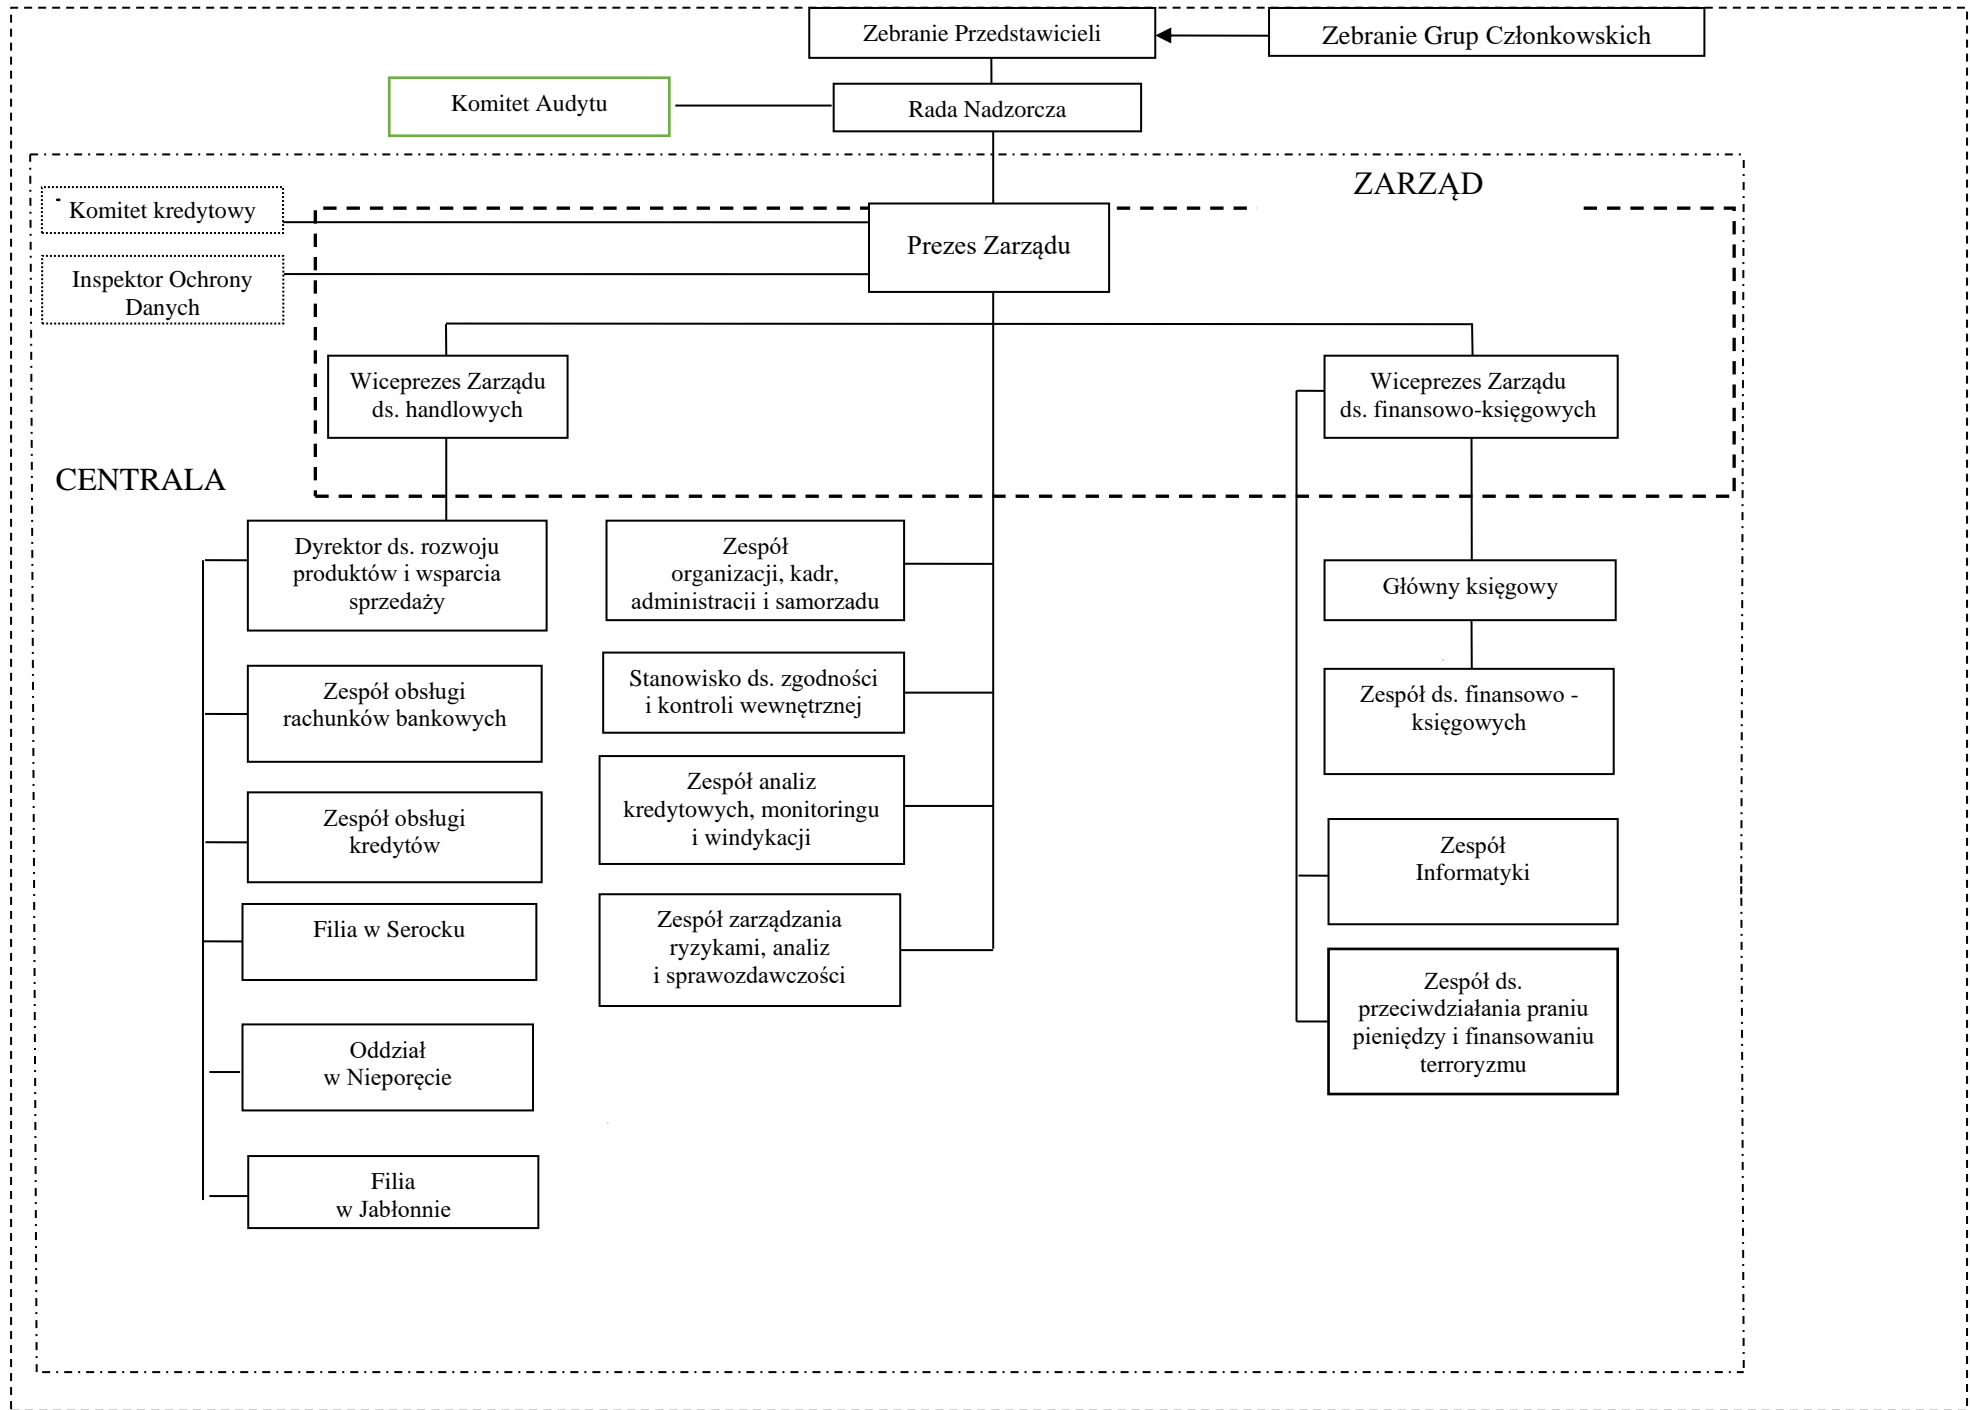 Zebranie Przedstawicieli
Zebranie Grup Członkowskich
Komitet Audytu
Rada Nadzorcza
ZARZĄD
Komitet kredytowy
Prezes Zarządu
Inspektor Ochrony
Danych
Wiceprezes Zarządu
ds. handlowych
Wiceprezes Zarządu
ds. finansowo-księgowych
CENTRALA
Dyrektor ds. rozwoju
produktów i wsparcia
sprzedaży
Zespół obsługi
rachunków bankowych
Zespół obsługi
kredytów
Filia w Serocku
Oddział
w Nieporęcie
Filia
w Jabłonnie
Zespół
organizacji, kadr,
administracji i samorzadu
Stanowisko ds. zgodności
i kontroli wewnętrznej
Zespół analiz
kredytowych, monitoringu
i windykacji
Zespół zarządzania
ryzykami, analiz
i sprawozdawczości
Główny księgowy
Zespół ds. finansowo -
księgowych
Zespół
Informatyki
Zespół ds.
przeciwdziałania praniu
pieniędzy i finansowaniu
terroryzmu